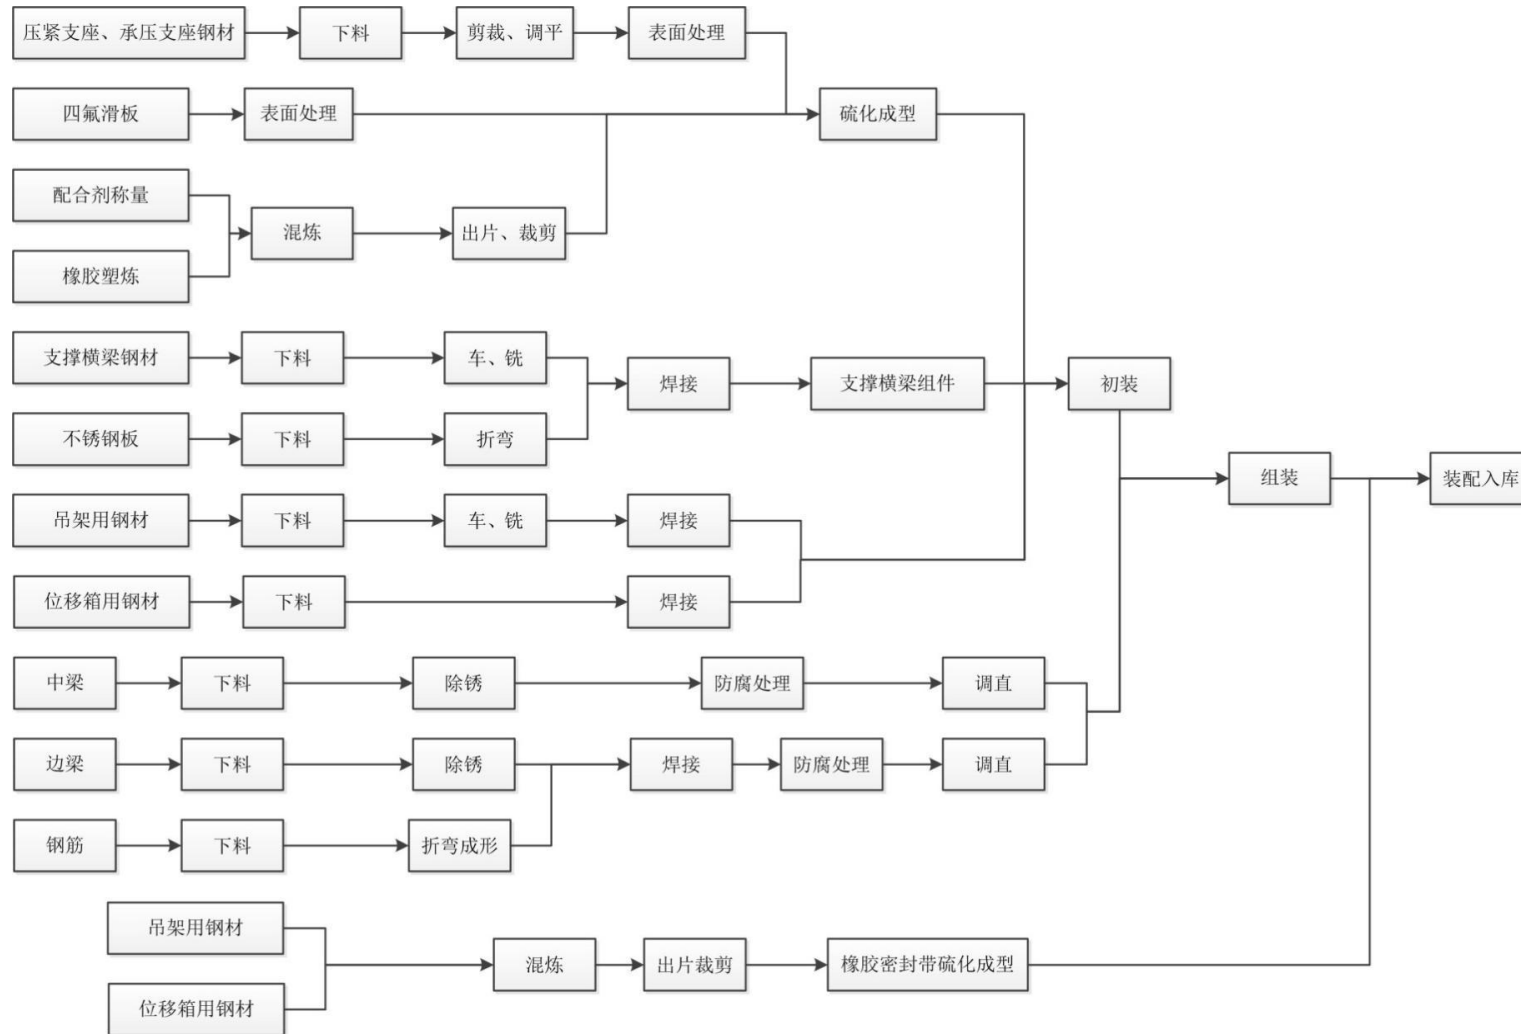 压紧支座、承压支座钢材
下料
剪裁、调平
表面处理
四氟滑板
表面处理
硫化成型
配合剂称量
混炼
出片、裁剪
橡胶塑炼
支撑横梁钢材
下料
车、铣
焊接
支撑横梁组件
初装
不锈钢板
下料
折弯
组装
装配入库
吊架用钢材
下料
车、铣
焊接
位移箱用钢材
下料
焊接
中梁
下料
除锈
防腐处理
调直
边梁
下料
除锈
焊接
防腐处理
调直
钢筋
下料
折弯成形
吊架用钢材
混炼
出片裁剪
橡胶密封带硫化成型
位移箱用钢材